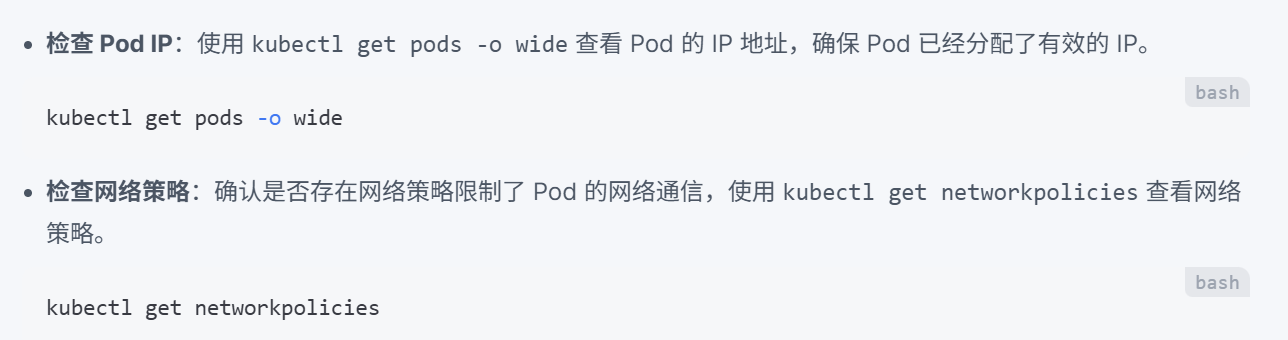 检查 Pod IP：使用 kubectl get pods -o wide 查看 Pod 的 IP 地址，确保 Pod 已经分配了有效的 IP。
bash
kubectl get pods -o wide
检查网络策略：确认是否存在网络策略限制了 Pod 的网络通信，使用 kubectl get networkpolicies 查看网络
策略。
bash
kubectl get networkpolicies